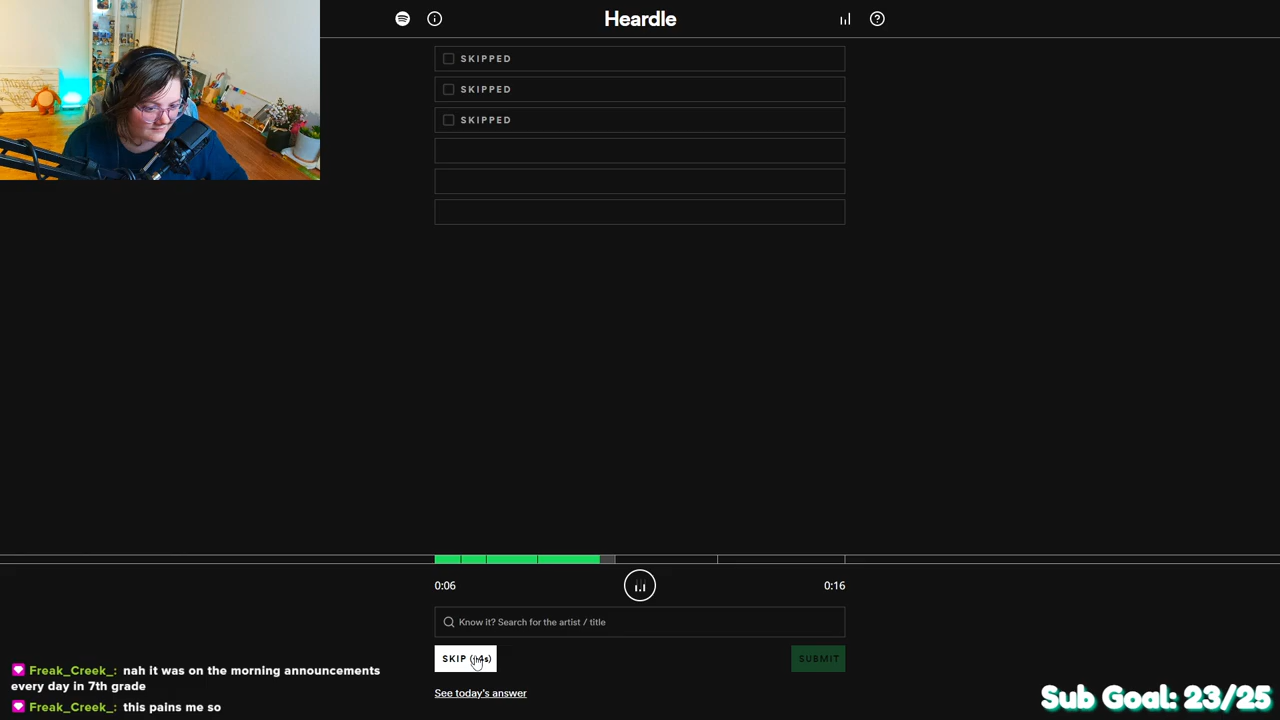 Heardle
SKIPPED
SKIPPED
SKIPPED
0:06
0:16
Know it? Search for the artist / title
SKIP (+4s)
SUBMIT
See today's answer
Freak_Creek_: nah it was on the morning announcements
every day in 7th grade
Freak_Creek_: this pains me so
Sub Goal: 23/25